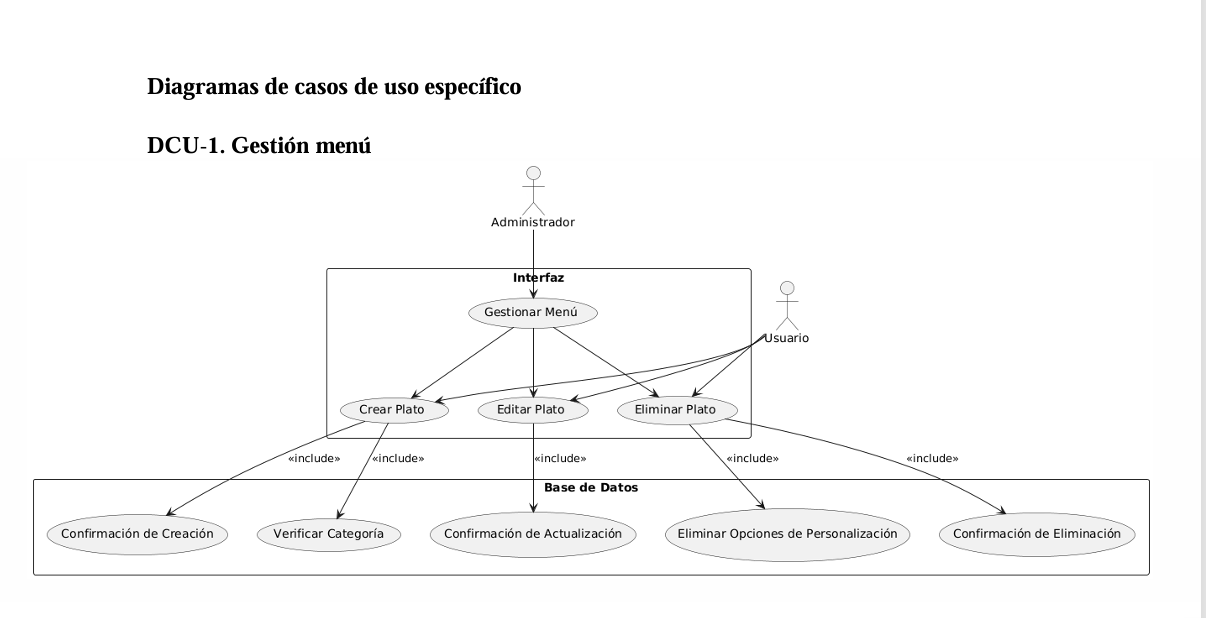 Diagramas de casos de uso específico
DCU-1. Gestión menú
Administrador
Interfaz
Gestionar Menú
Usuario
Crear Plato
Editar Plato
Eliminar Plato
«include»
«include»
«include»
«include»
«include»
Base de Datos
Confirmación de Creación
Verificar Categoría
Confirmación de Actualización
Eliminar Opciones de Personalización
Confirmación de Eliminación